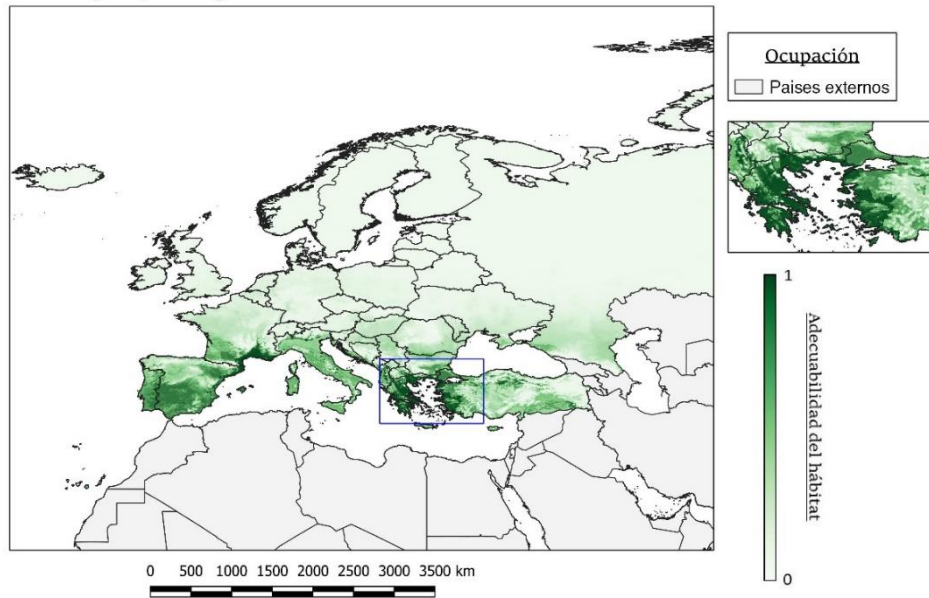 Ocupación
Paises externos
1
Adecuabilidad del hábitat
0
0 500 1000 1500 2000 2500 3000 3500 km